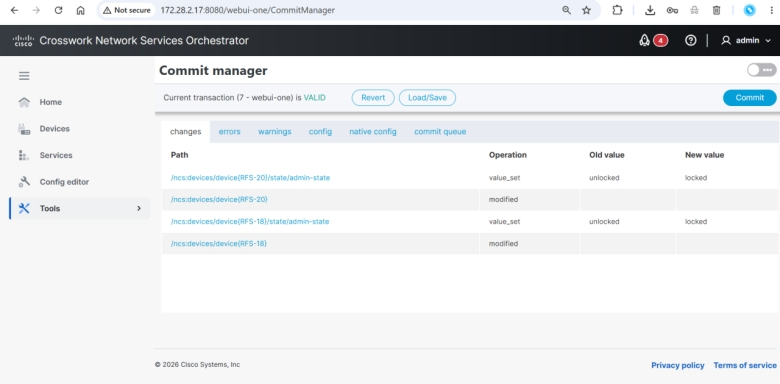 Not secure 172.28.2.17:8080/webui-one/CommitManager
CISCO Crosswork Network Services Orchestrator 4 admin
Commit manager
Current transaction (7 - webui-one) is VALID Revert Load/Save Commit
Home
Devices
Services
Config editor
Tools
changes errors warnings config native config commit queue
Path Operation Old value New value
/ncs:devices/device{RFS-20}/state/admin-state value_set unlocked locked
/ncs:devices/device{RFS-20} modified
/ncs:devices/device{RFS-18}/state/admin-state value_set unlocked locked
/ncs:devices/device{RFS-18} modified
© 2026 Cisco Systems, Inc Privacy policy Terms of service